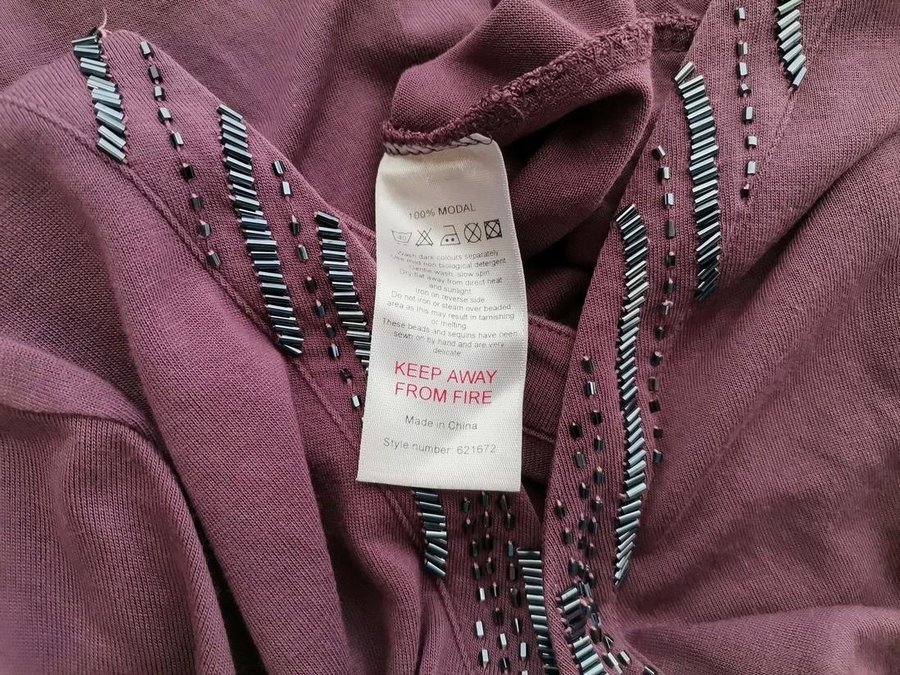 100% MODAL
Wash dark colours separately
Use mild non biological detergent
Gentle wash, slow spin
Dry flat away from direct heat
and sunlight
Iron on reverse side
Do not iron or steam over beaded
area as this may result in tarnishing
or melting
These beads and sequins have been
sewn on by hand and are very
delicate
KEEP AWAY
FROM FIRE
Made in China
Style number: 621672